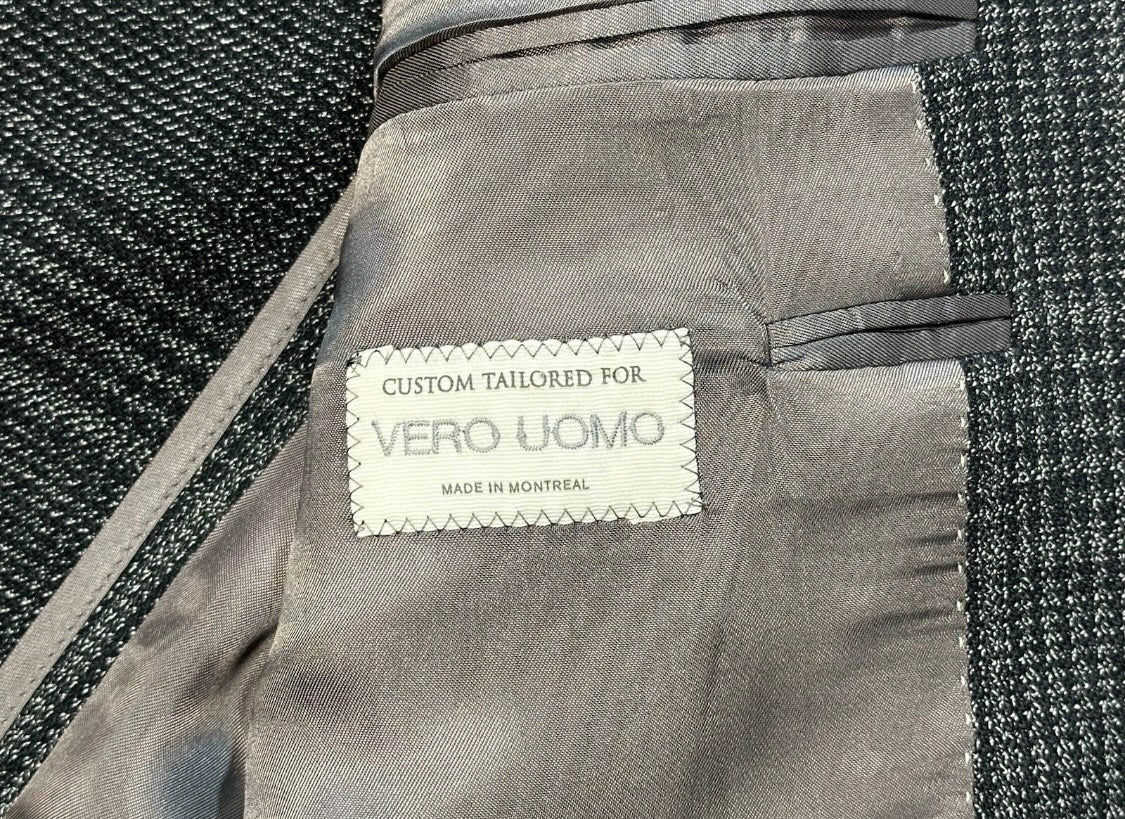 CUSTOM TAILORED FOR
VERO UOMO
MADE IN MONTREAL